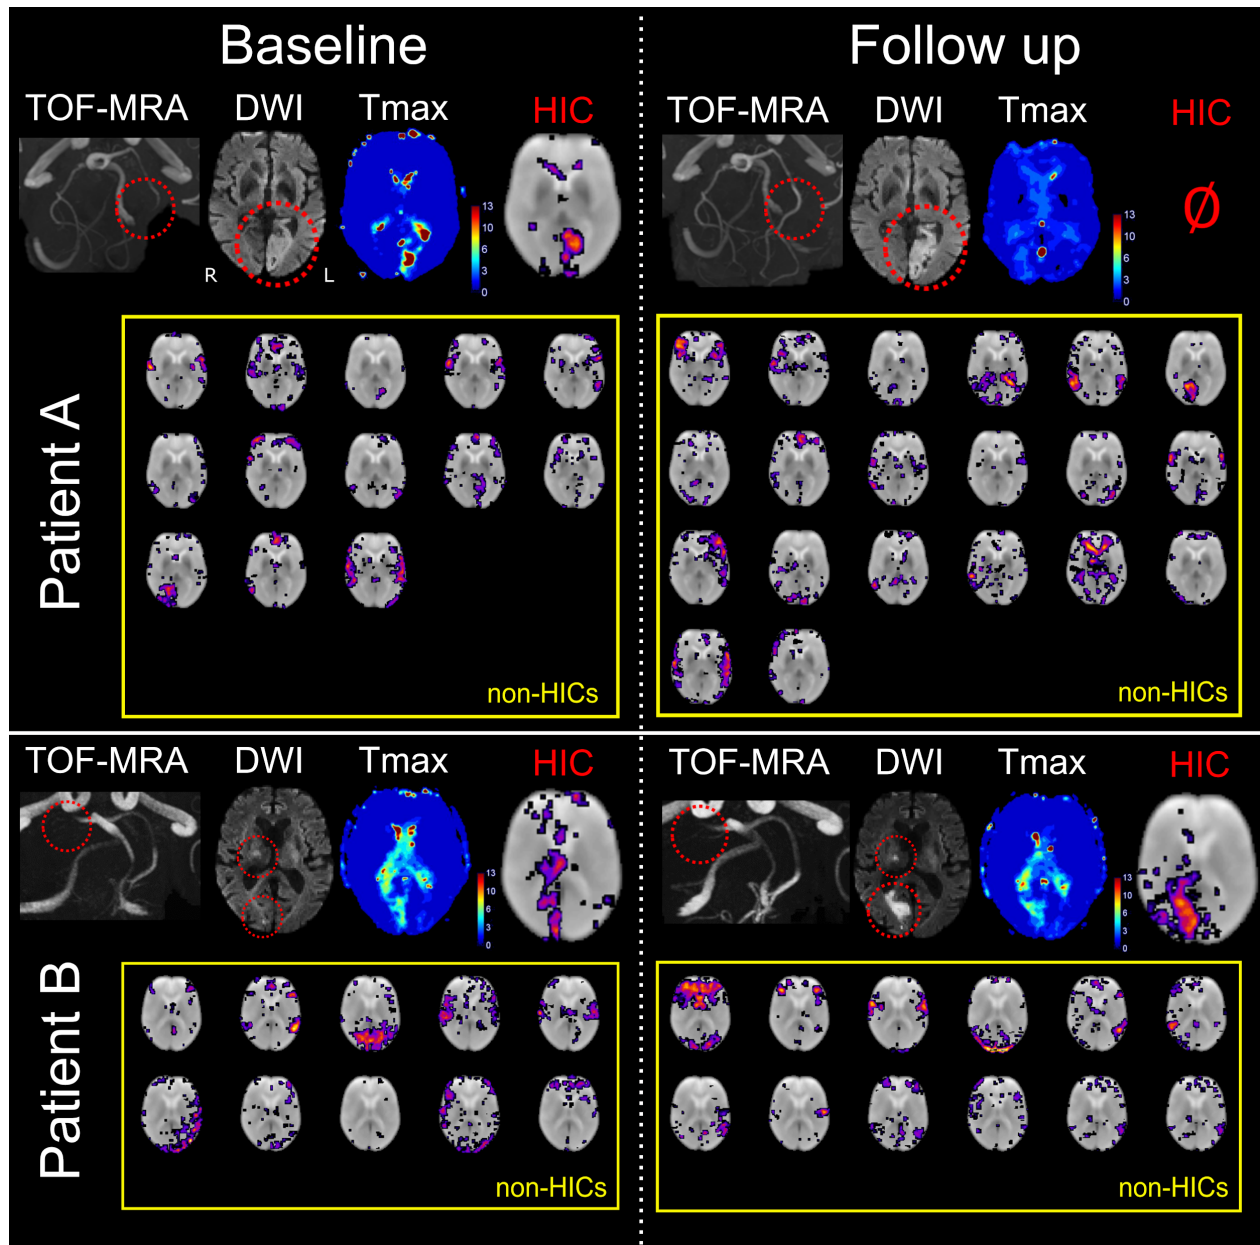 Baseline
Follow up
TOF-MRA DWI Tmax HIC
TOF-MRA DWI Tmax HIC
13
10
6
3
0
R L
Ø
13
10
6
3
0
Patient A
non-HICs
non-HICs
TOF-MRA DWI Tmax HIC
TOF-MRA DWI Tmax HIC
13
10
6
3
0
13
10
6
3
0
Patient B
non-HICs
non-HICs